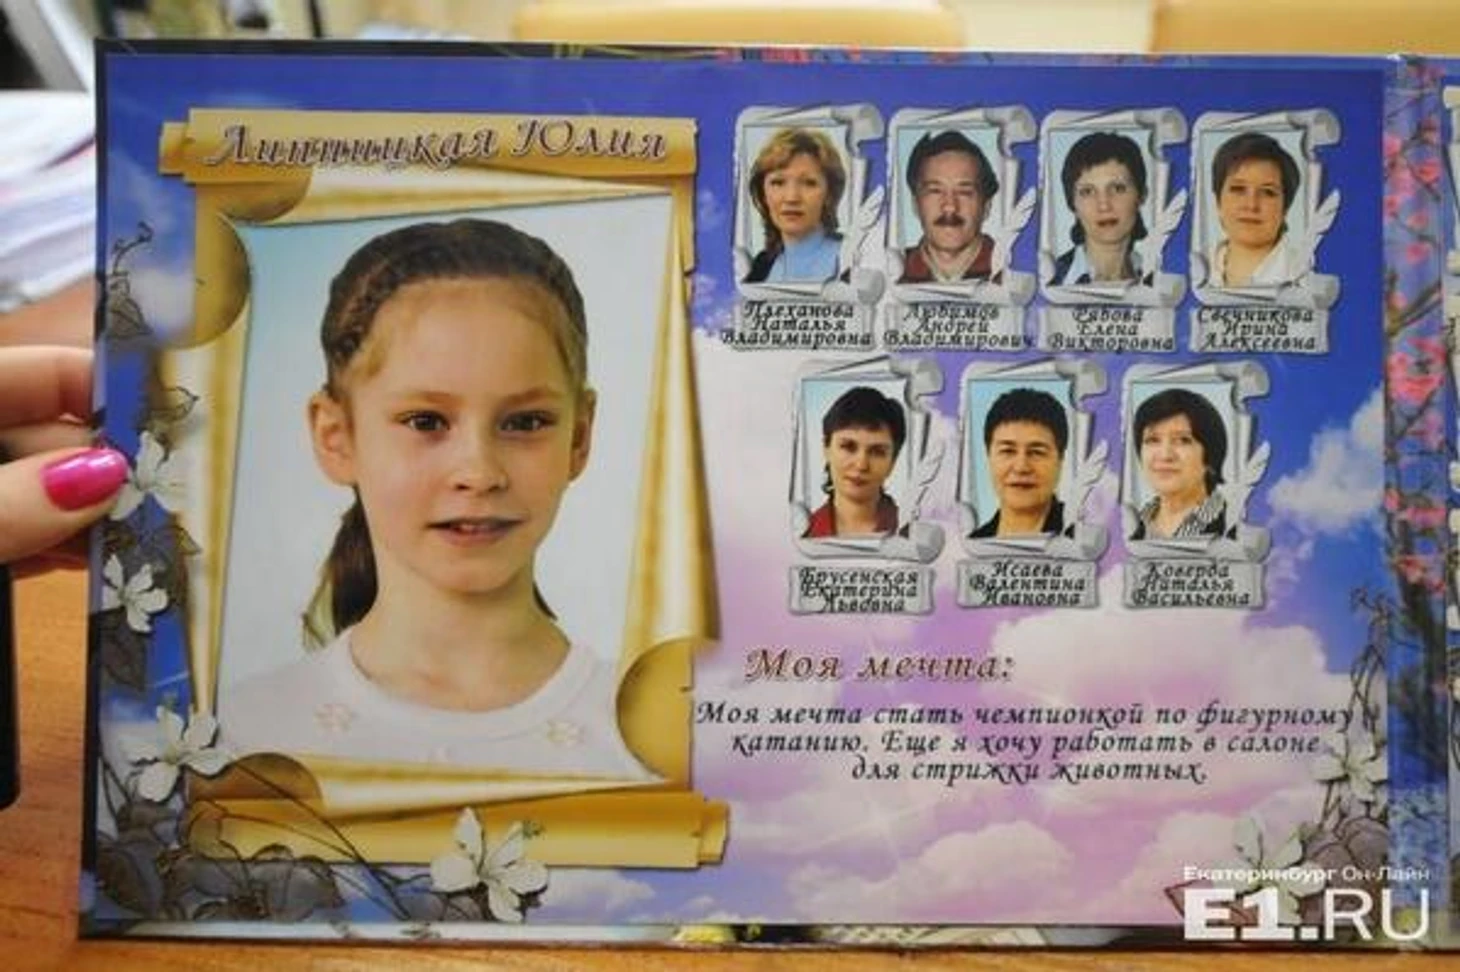 Липницкая Юлия
Плеханова
Наталья
Владимировна
Любимов
Андрей
Владимирович
Рябова
Елена
Викторовна
Свечникова
Ирина
Алексеевна
Брусенская
Екатерина
Львовна
Исаева
Валентина
Ивановна
Коверда
Наталья
Васильевна
Моя мечта:
Моя мечта стать чемпионкой по фигурному
катанию. Еще я хочу работать в салоне
для стрижки животных.
Екатеринбург Он-Лайн
E1.RU